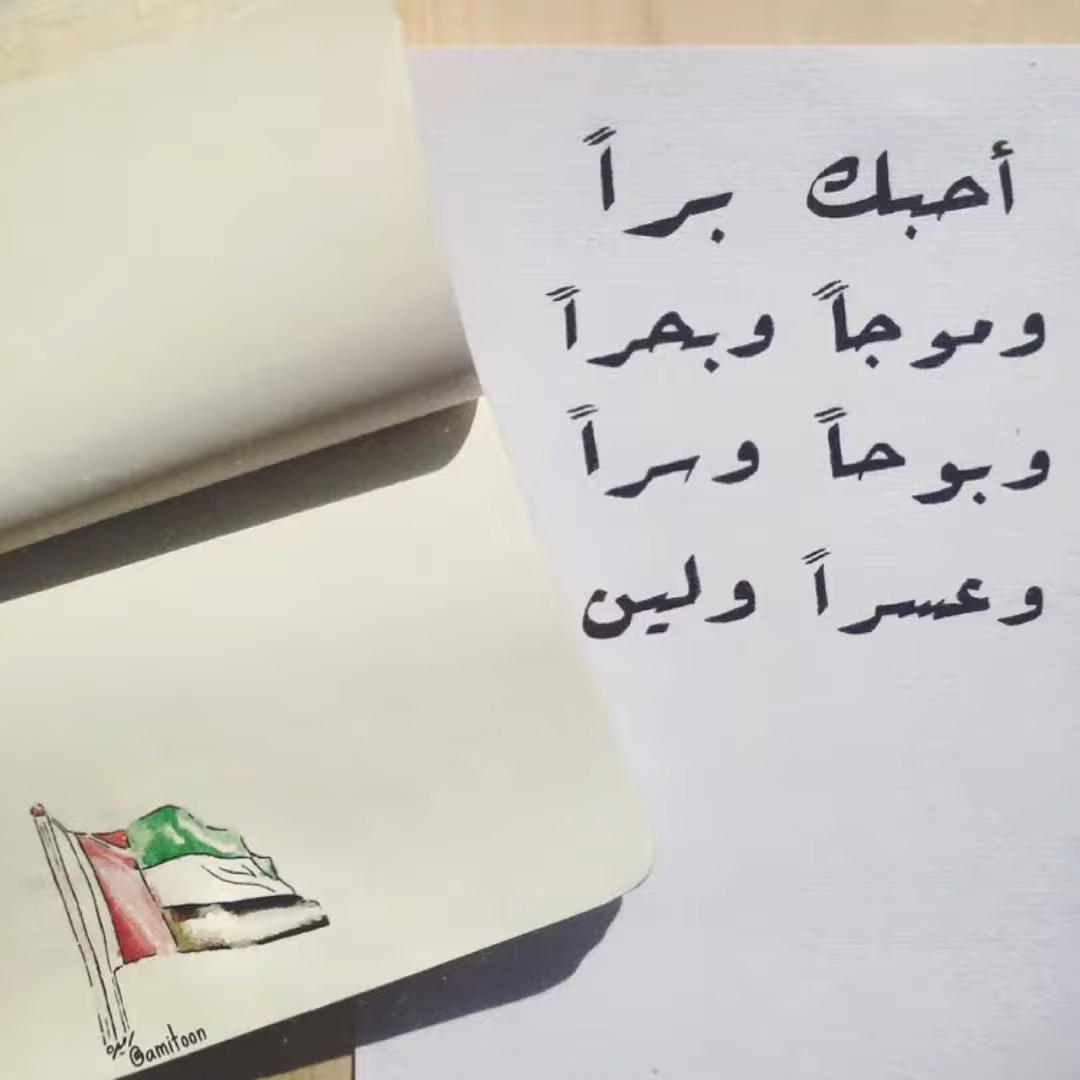 أحبك براً
وموجاً وبحراً
وبوحاً وسراً
وعسراً ولين
@amitoon